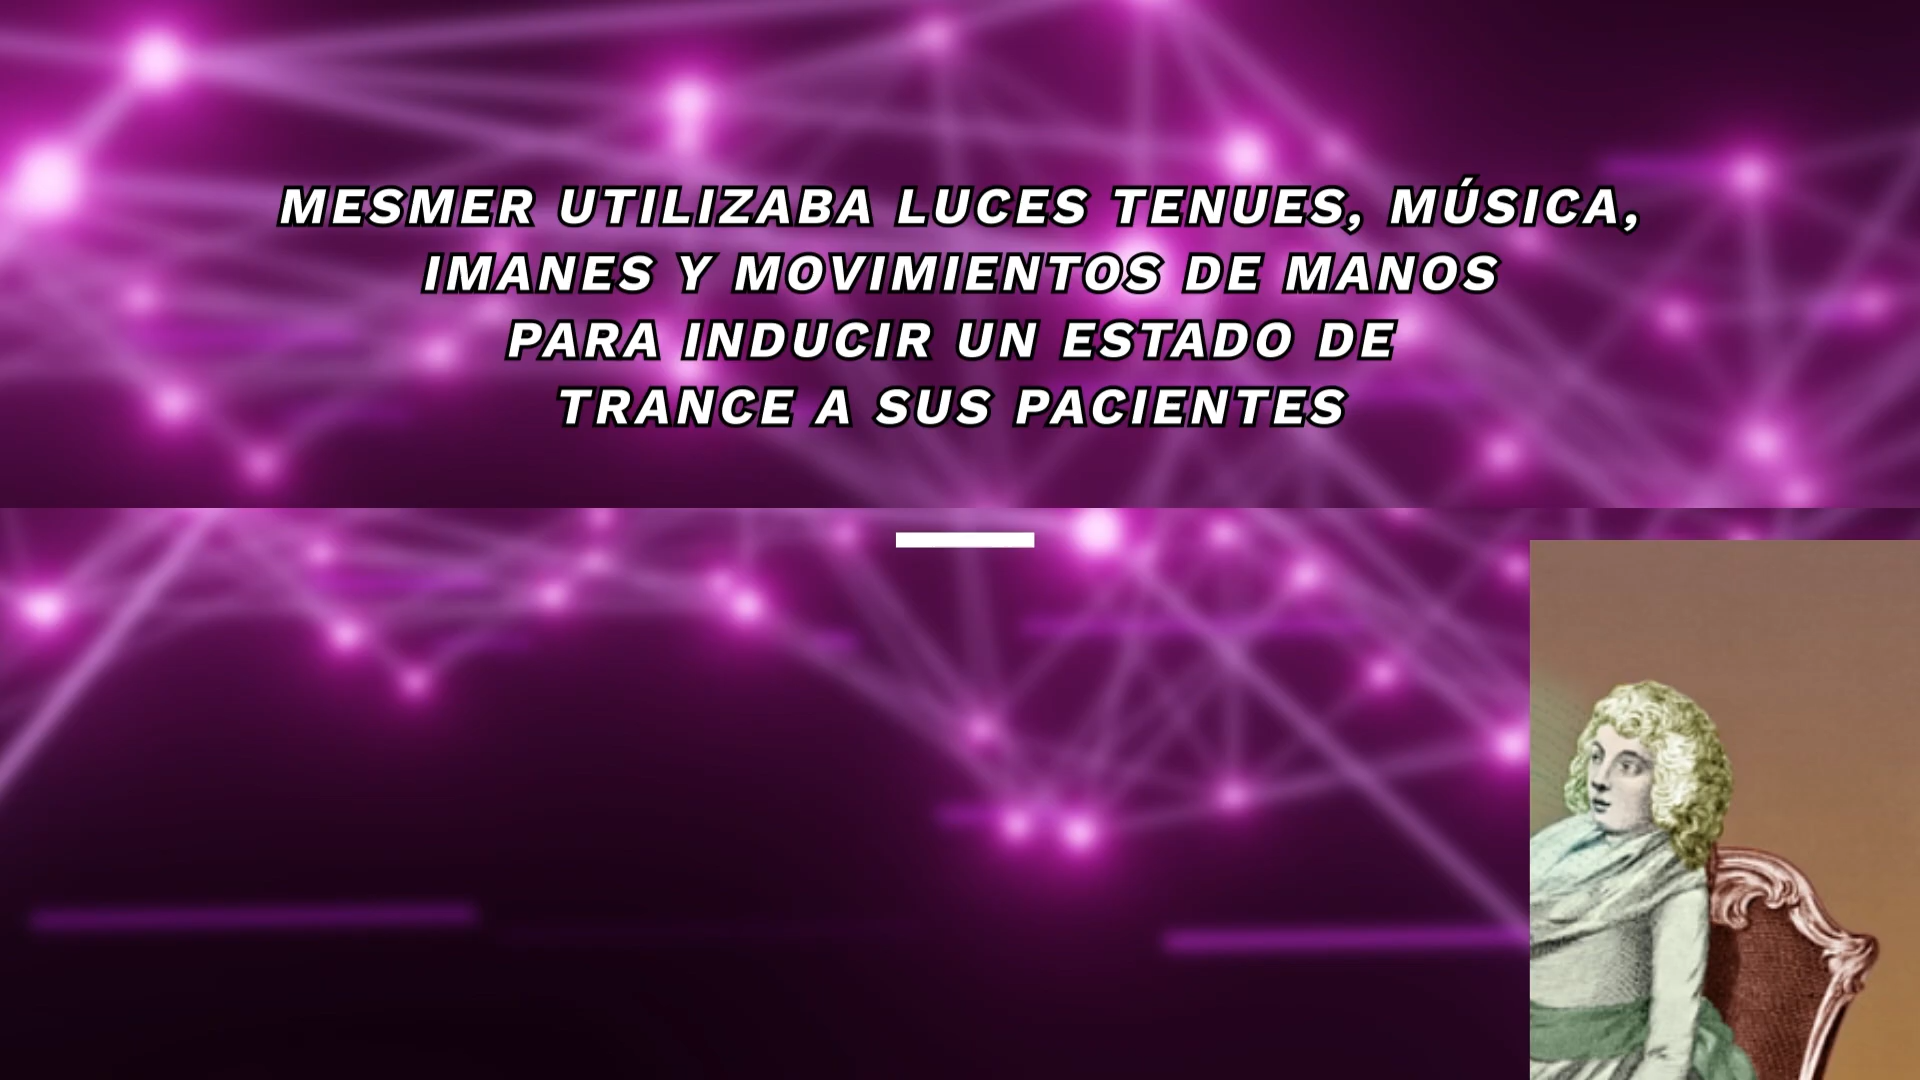 MESMER UTILIZABA LUCES TENUES, MÚSICA,
IMANES Y MOVIMIENTOS DE MANOS
PARA INDUCIR UN ESTADO DE
TRANCE A SUS PACIENTES